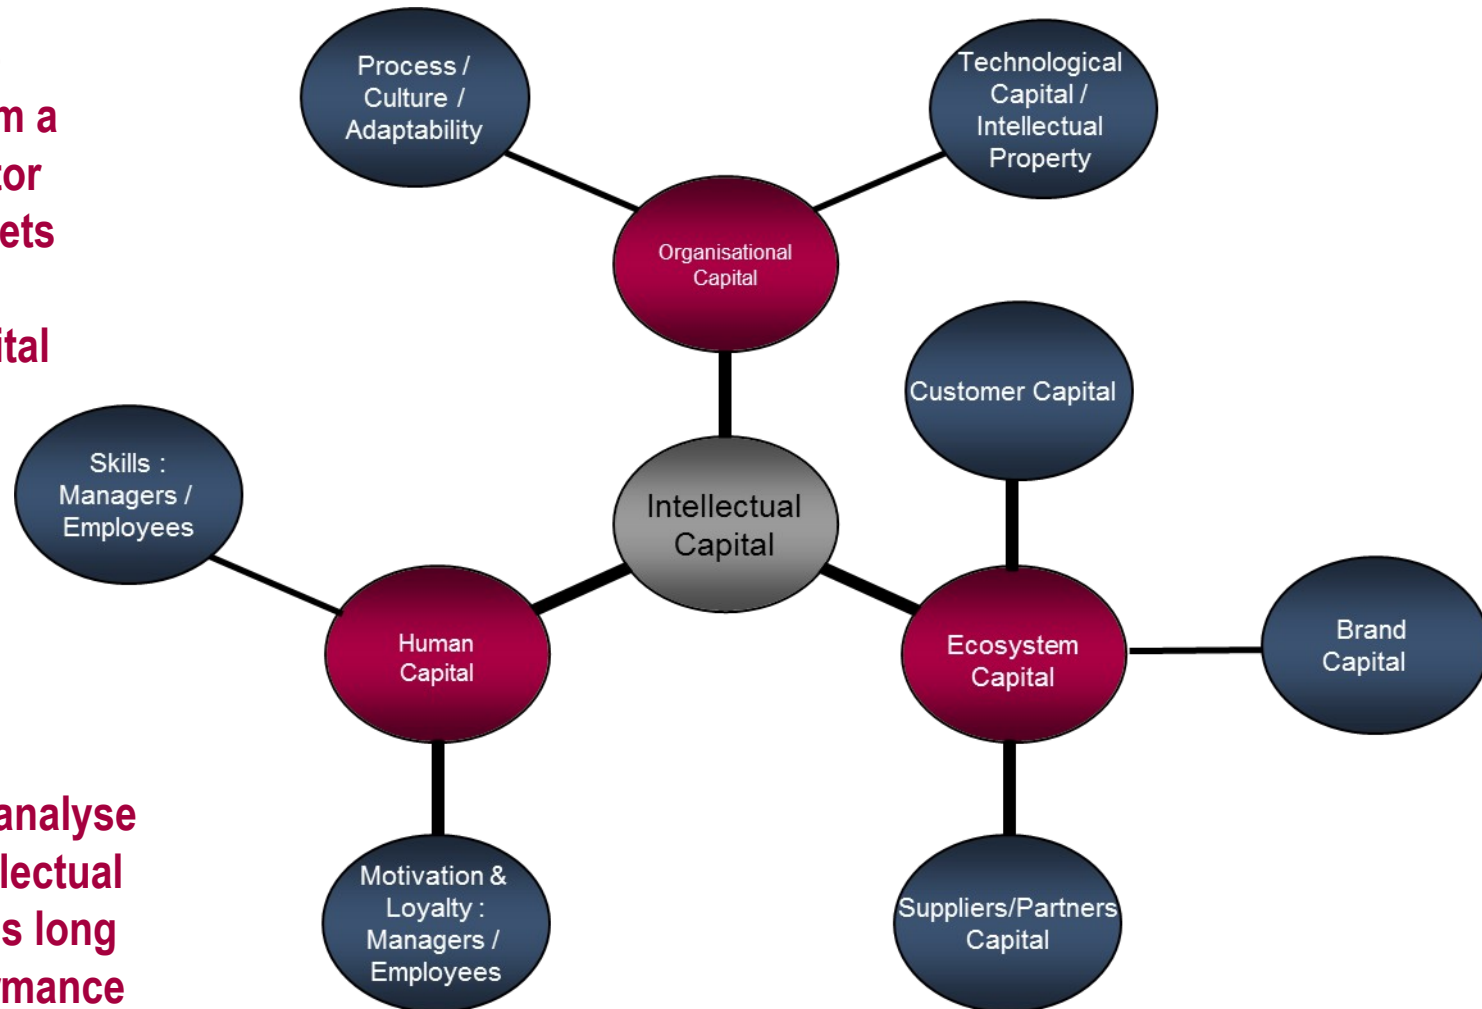 m a
tor
ets
ital
analyse
lectual
s long
rmance
Process /
Culture /
Adaptability
Technological
Capital /
Intellectual
Property
Organisational
Capital
Customer Capital
Skills :
Managers /
Employees
Intellectual
Capital
Human
Capital
Ecosystem
Capital
Brand
Capital
Motivation &
Loyalty :
Managers /
Employees
Suppliers/Partners
Capital